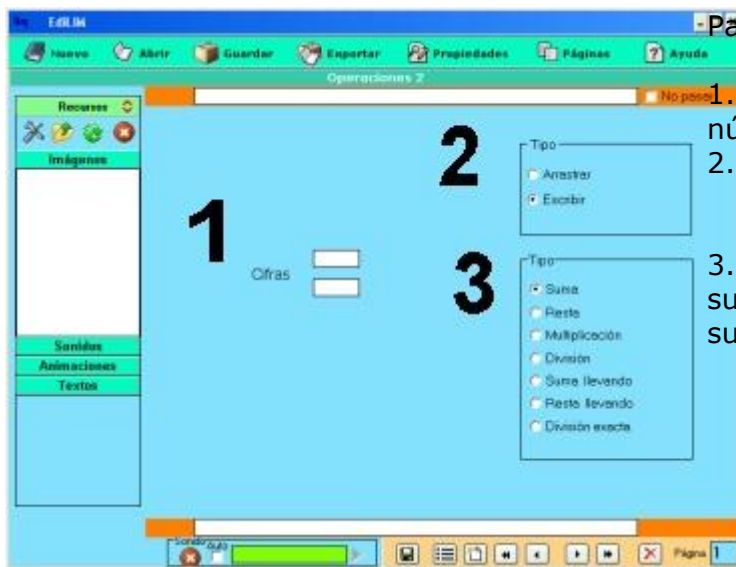 EdiLIM
Pa
Nuevo Abrir Guardar Exportar Propiedades Páginas Ayuda
Operaciones 2
No pasar
1.
nú
2.
3.
su
su
Recursos
Imágenes
Sonidos
Animaciones
Textos
1
Cifras
2
Tipo
Arrastrar
Escribir
3
Tipo
Suma
Resta
Multiplicación
División
Suma llevando
Resta llevando
División exacta
Sonido
Auto
Página 1